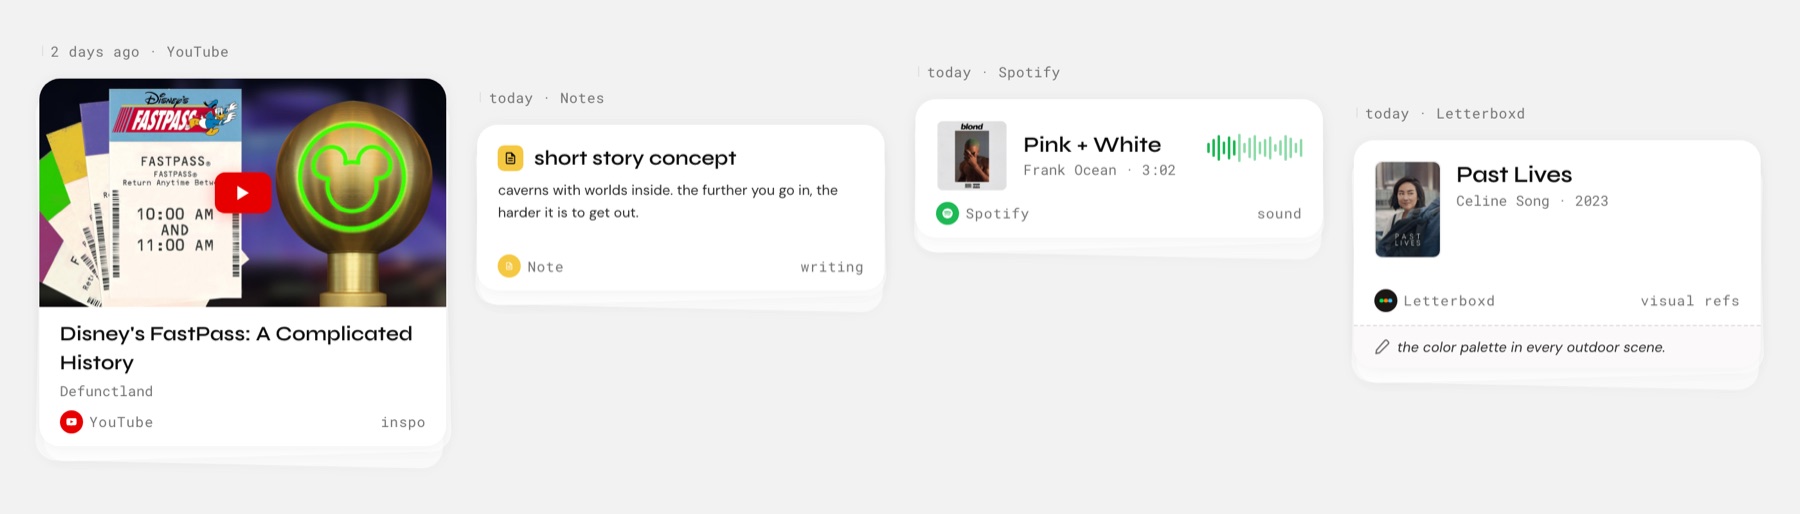 2 days ago · YouTube
Disney's
FASTPASS
FASTPASS®
FASTPASS®
Return Anytime Betw
10:00 AM
AND
11:00 AM
Disney's FastPass: A Complicated
History
Defunctland
YouTube
inspo
today · Notes
short story concept
caverns with worlds inside. the further you go in, the
harder it is to get out.
Note
writing
today · Spotify
blond
Pink + White
Frank Ocean · 3:02
Spotify
sound
today · Letterboxd
PAST
LIVES
Past Lives
Celine Song · 2023
Letterboxd
visual refs
the color palette in every outdoor scene.